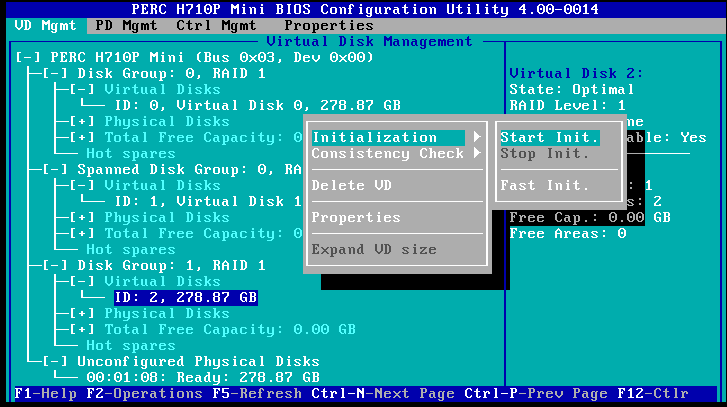 PERC H710P Mini BIOS Configuration Utility 4.00-0014
VD Mgmt PD Mgmt Ctrl Mgmt Properties
Virtual Disk Management
[-] PERC H710P Mini (Bus 0x03, Dev 0x00)
[-] Disk Group: 0, RAID 1
[-] Virtual Disks
ID: 0, Virtual Disk 0, 278.87 GB
[+] Physical Disks
[+] Total Free Capacity: 0
Hot spares
[-] Spanned Disk Group: 0, RA
[-] Virtual Disks
ID: 1, Virtual Disk 1
[+] Physical Disks
[+] Total Free Capacity: 0
Hot spares
[-] Disk Group: 1, RAID 1
[-] Virtual Disks
ID: 2, 278.87 GB
[+] Physical Disks
[+] Total Free Capacity: 0.00 GB
Hot spares
[-] Unconfigured Physical Disks
00:01:08: Ready: 278.87 GB
Initialization
Consistency Check
Delete VD
Properties
Expand VD size
Start Init.
Stop Init.
Fast Init.
Virtual Disk 2:
State: Optimal
RAID Level: 1
ne
able: Yes
: 1
s: 2
Free Cap.: 0.00 GB
Free Areas: 0
F1-Help F2-Operations F5-Refresh Ctrl-N-Next Page Ctrl-P-Prev Page F12-Ctlr